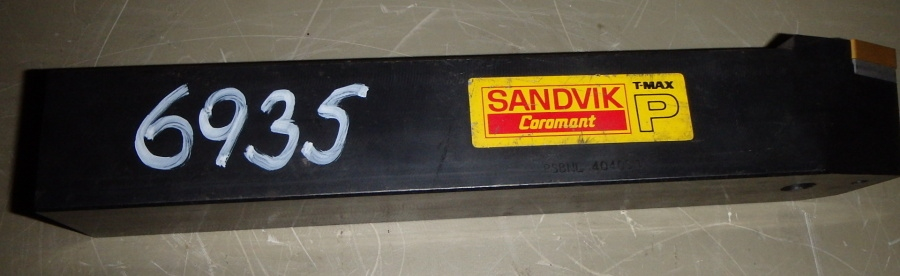 6935
SANDVIK
Coromant
T-MAX
P